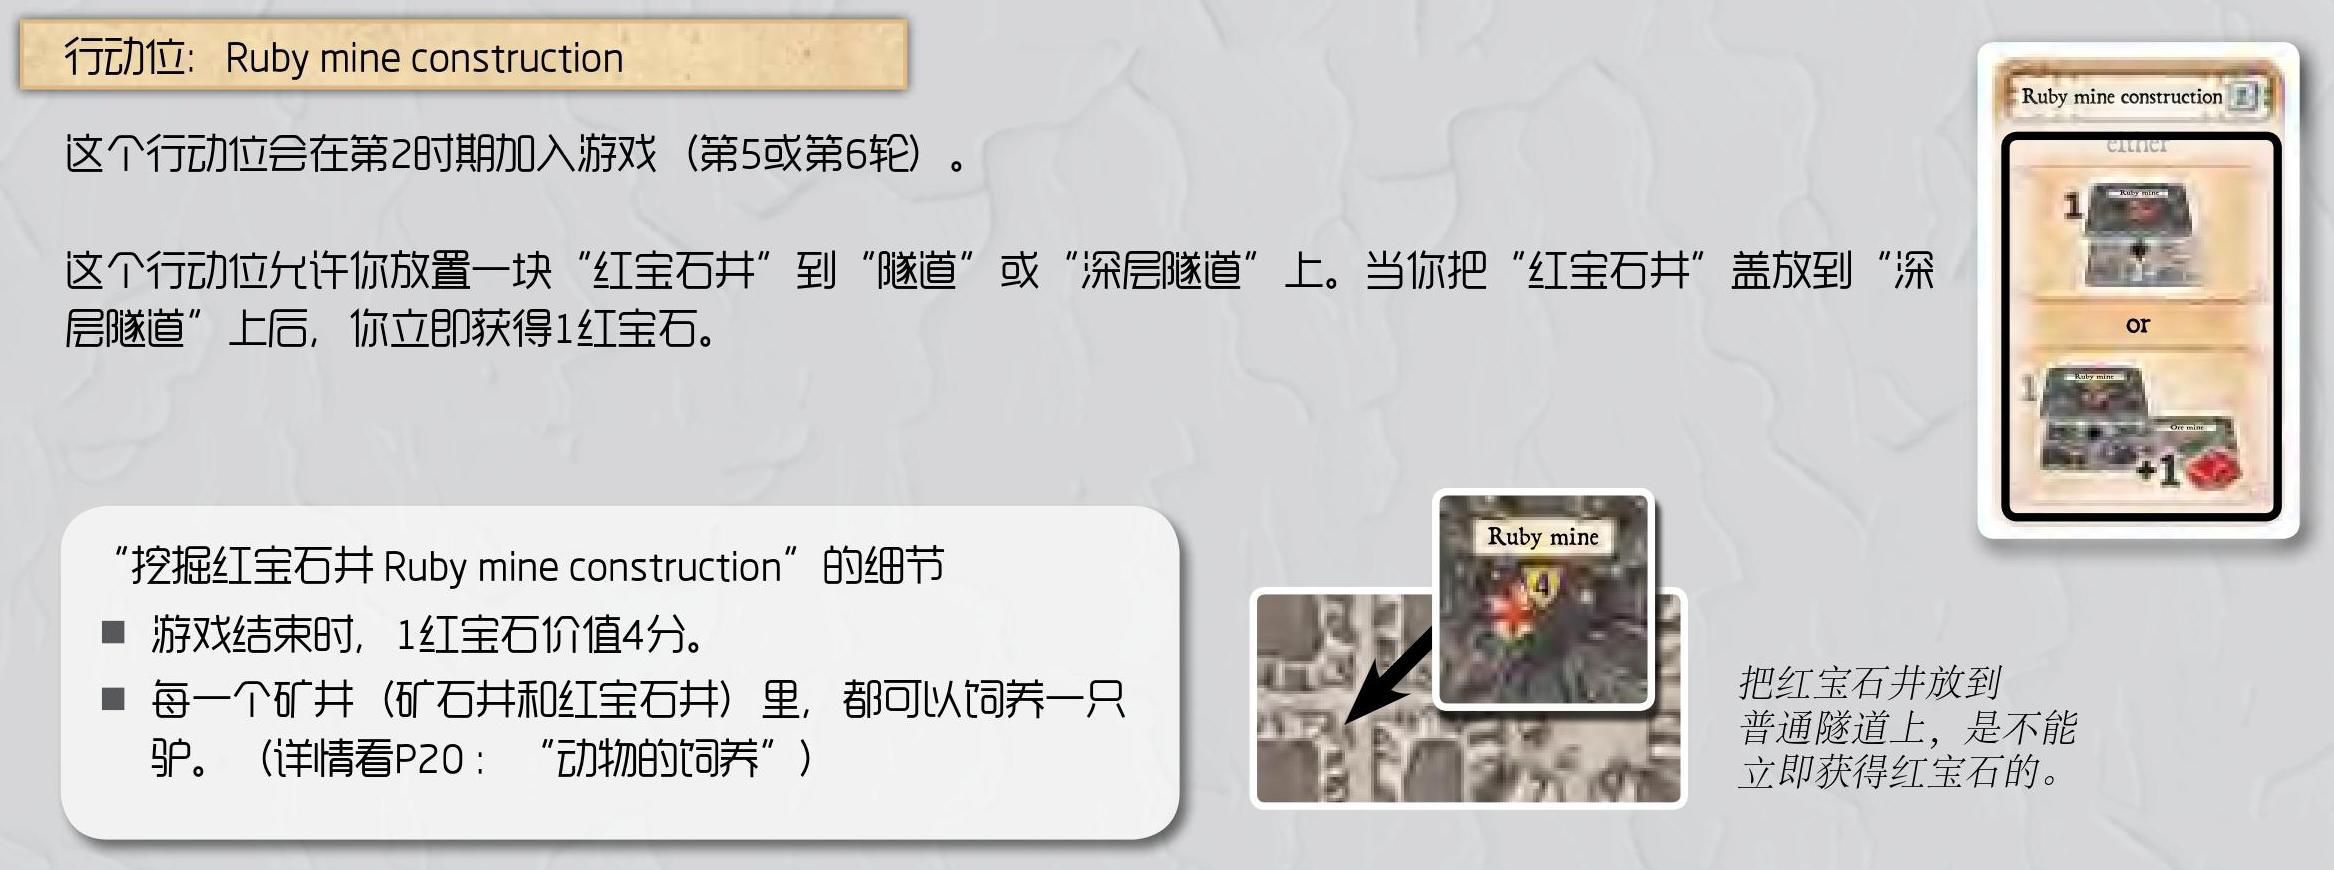 行动位: Ruby mine construction
这个行动位会在第2时期加入游戏（第5或第6轮）。
这个行动位允许你放置一块“红宝石井”到“隧道”或“深层隧道”上。当你把“红宝石井”盖放到“深
层隧道”上后, 你立即获得1红宝石。
Ruby mine construction
either
1
Ruby mine
or
1
Ruby mine
Ore mine
+1
“挖掘红宝石井 Ruby mine construction”的细节
■ 游戏结束时, 1红宝石价值4分。
■ 每一个矿井（矿石井和红宝石井）里, 都可以饲养一只
驴。（详情看P20: “动物的饲养”）
Ruby mine
4
把红宝石井放到
普通隧道上，是不能
立即获得红宝石的。